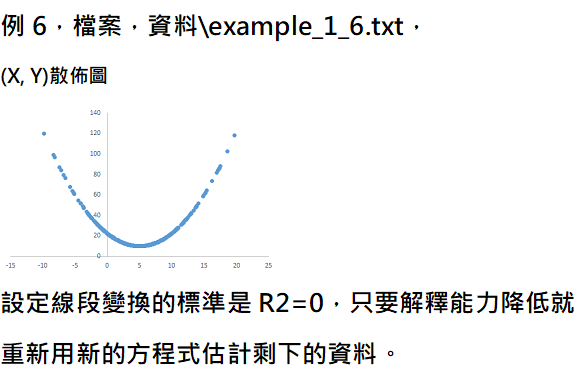 例 6，檔案，資料\example_1_6.txt，
(X, Y)散佈圖
140
120
100
80
60
40
20
0
-15 -10 -5 0 5 10 15 20 25
設定線段變換的標準是 R2=0，只要解釋能力降低就
重新用新的方程式估計剩下的資料。